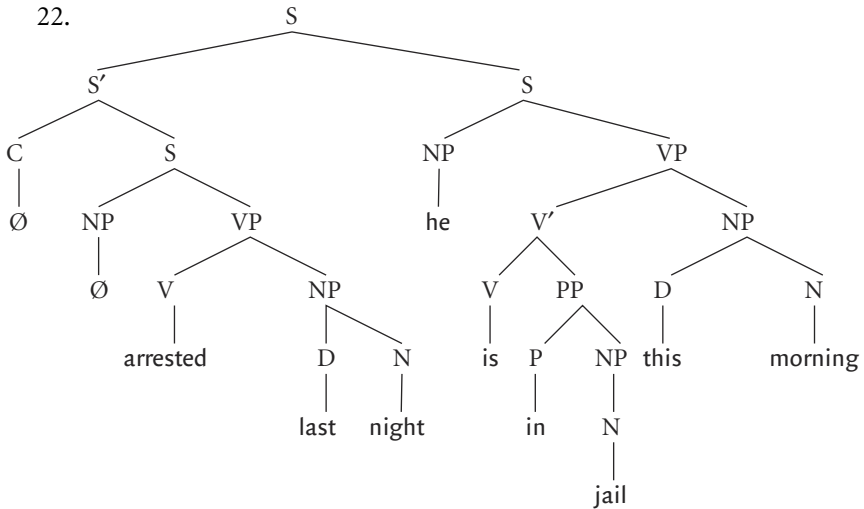 22.
S
S′ S
C S NP VP
Ø NP VP he V′ NP
Ø V NP V PP D N
arrested D N is P NP this morning
last night in N
jail